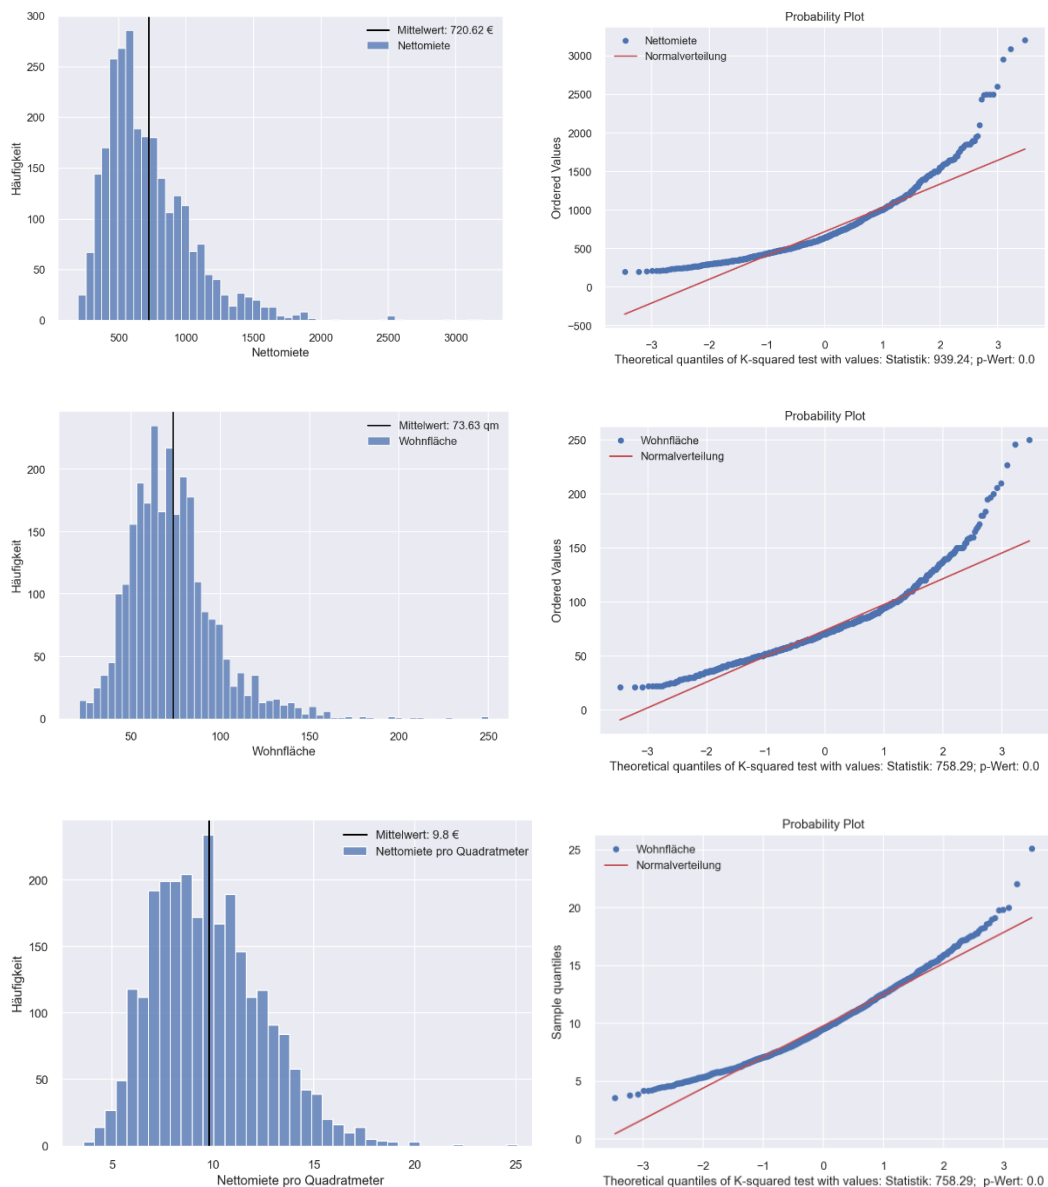 Mittelwert: 720.62 €
Nettomiete
300
250
200
150
100
50
0
Häufigkeit
500
1000
1500
2000
2500
3000
Nettomiete
Probability Plot
Nettomiete
Normalverteilung
3000
2500
2000
1500
1000
500
0
−500
Ordered Values
−3
−2
−1
0
1
2
3
Theoretical quantiles of K-squared test with values: Statistik: 939.24; p-Wert: 0.0
Mittelwert: 73.63 qm
Wohnfläche
200
150
100
50
0
Häufigkeit
50
100
150
200
250
Wohnfläche
Probability Plot
Wohnfläche
Normalverteilung
250
200
150
100
50
0
Ordered Values
−3
−2
−1
0
1
2
3
Theoretical quantiles of K-squared test with values: Statistik: 758.29; p-Wert: 0.0
Mittelwert: 9.8 €
Nettomiete pro Quadratmeter
200
150
100
50
0
Häufigkeit
5
10
15
20
25
Nettomiete pro Quadratmeter
Probability Plot
Wohnfläche
Normalverteilung
25
20
15
10
5
0
Sample quantiles
−3
−2
−1
0
1
2
3
Theoretical quantiles of K-squared test with values: Statistik: 758.29; p-Wert: 0.0